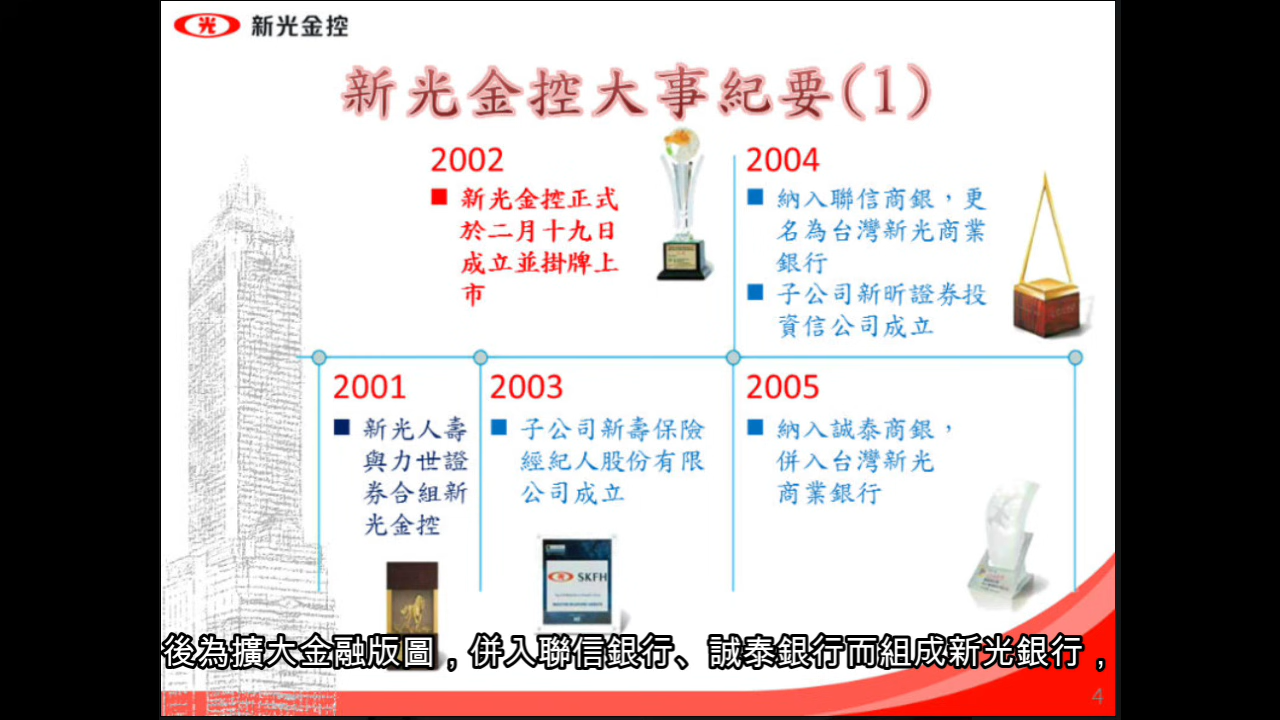 新光金控
新光金控大事紀要(1)
2002
新光金控正式
於二月十九日
成立並掛牌上
市
2004
納入聯信商銀，更
名為台灣新光商業
銀行
子公司新昕證券投
資信公司成立
2001
新光人壽
與力世證
券合組新
光金控
2003
子公司新壽保險
經紀人股份有限
公司成立
2005
納入誠泰商銀，
併入台灣新光
商業銀行
SKFH
後為擴大金融版圖，併入聯信銀行、誠泰銀行而組成新光銀行，
4